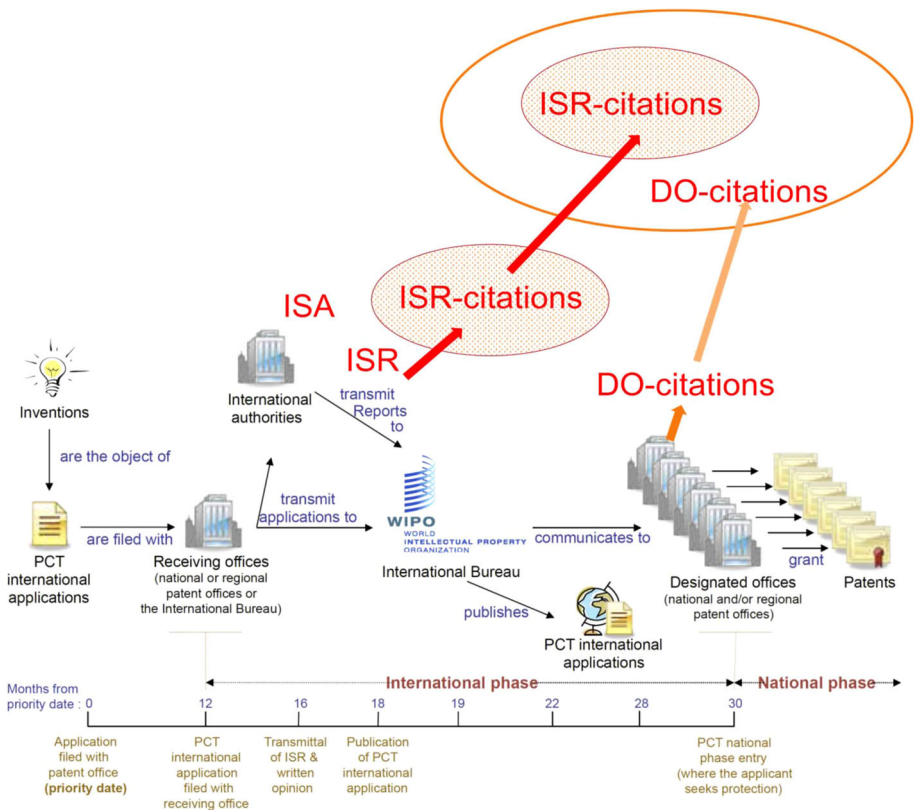 ISR-citations
DO-citations
ISR-citations
ISA
ISR
DO-citations
Inventions
International
authorities
transmit
Reports
to
are the object of
transmit
applications to
are filed with
WIPO
WORLD
INTELLECTUAL PROPERTY
ORGANIZATION
communicates to
grant
PCT
international
applications
Receiving offices
(national or regional
patent offices or
the International Bureau)
International Bureau
publishes
PCT international
applications
Designated offices
(national and/or regional
patent offices)
Patents
International phase
National phase
Months from
priority date :
0
12
16
18
19
22
28
30
Application
filed with
patent office
(priority date)
PCT
international
application
filed with
receiving office
Transmittal
of ISR &
written
opinion
Publication
of PCT
international
application
PCT national
phase entry
(where the
applicant
seeks protection)